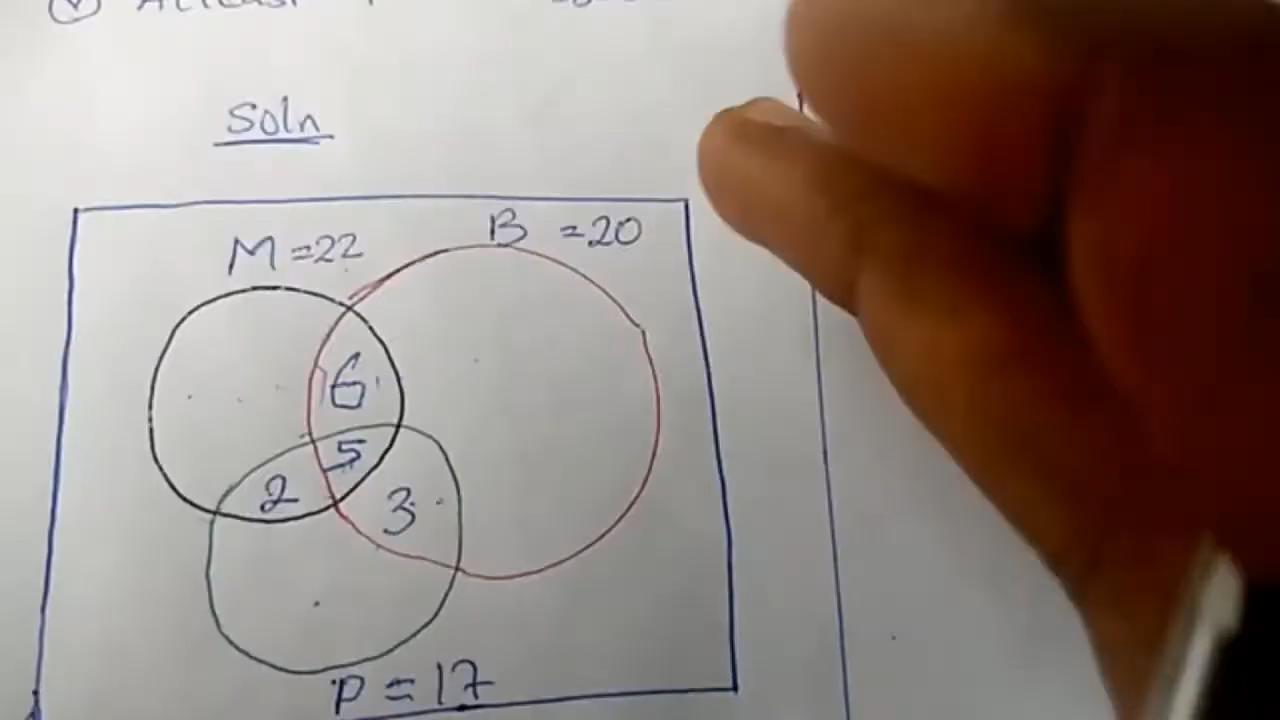 Soln
M = 22
B = 20
6
5
2
3
P = 17